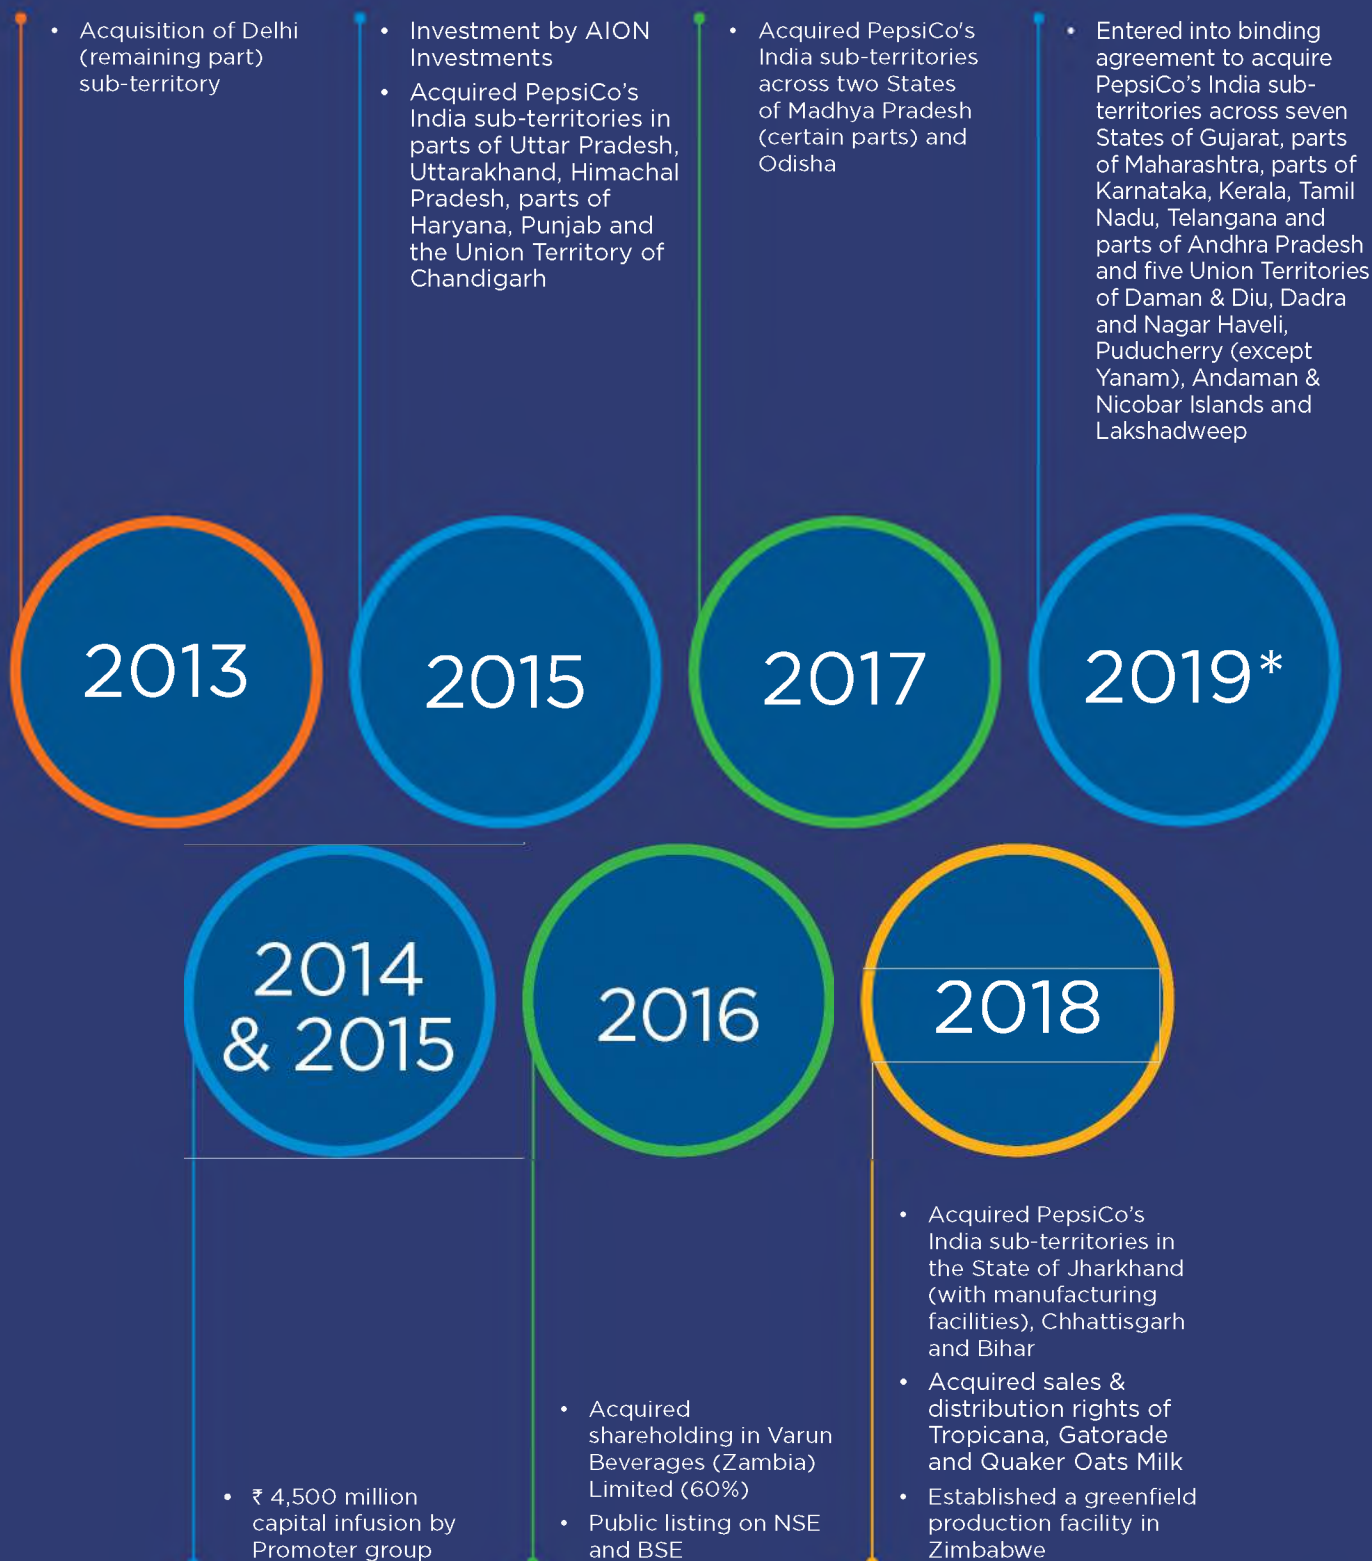 • Acquisition of Delhi
(remaining part)
sub-territory
• Investment by AION
Investments
• Acquired PepsiCo’s
India sub-territories in
parts of Uttar Pradesh,
Uttarakhand, Himachal
Pradesh, parts of
Haryana, Punjab and
the Union Territory of
Chandigarh
• Acquired PepsiCo's
India sub-territories
across two States
of Madhya Pradesh
(certain parts) and
Odisha
• Entered into binding
agreement to acquire
PepsiCo’s India sub-
territories across seven
States of Gujarat, parts
of Maharashtra, parts of
Karnataka, Kerala, Tamil
Nadu, Telangana and
parts of Andhra Pradesh
and five Union Territories
of Daman & Diu, Dadra
and Nagar Haveli,
Puducherry (except
Yanam), Andaman &
Nicobar Islands and
Lakshadweep
2013
2015
2017
2019*
2014
& 2015
2016
2018
• ₹ 4,500 million
capital infusion by
Promoter group
• Acquired
shareholding in Varun
Beverages (Zambia)
Limited (60%)
• Public listing on NSE
and BSE
• Acquired PepsiCo’s
India sub-territories in
the State of Jharkhand
(with manufacturing
facilities), Chhattisgarh
and Bihar
• Acquired sales &
distribution rights of
Tropicana, Gatorade
and Quaker Oats Milk
• Established a greenfield
production facility in
Zimbabwe